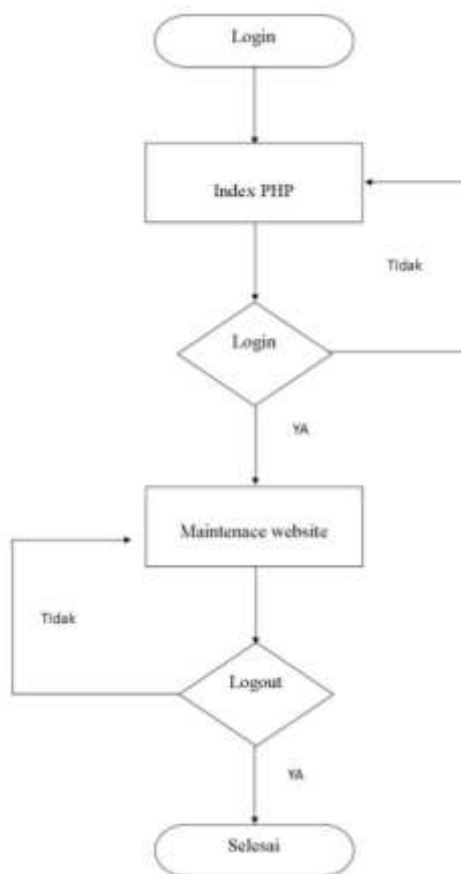 Login
Index PHP
Tidak
Login
YA
Maintenace website
Tidak
Logout
YA
Selesai